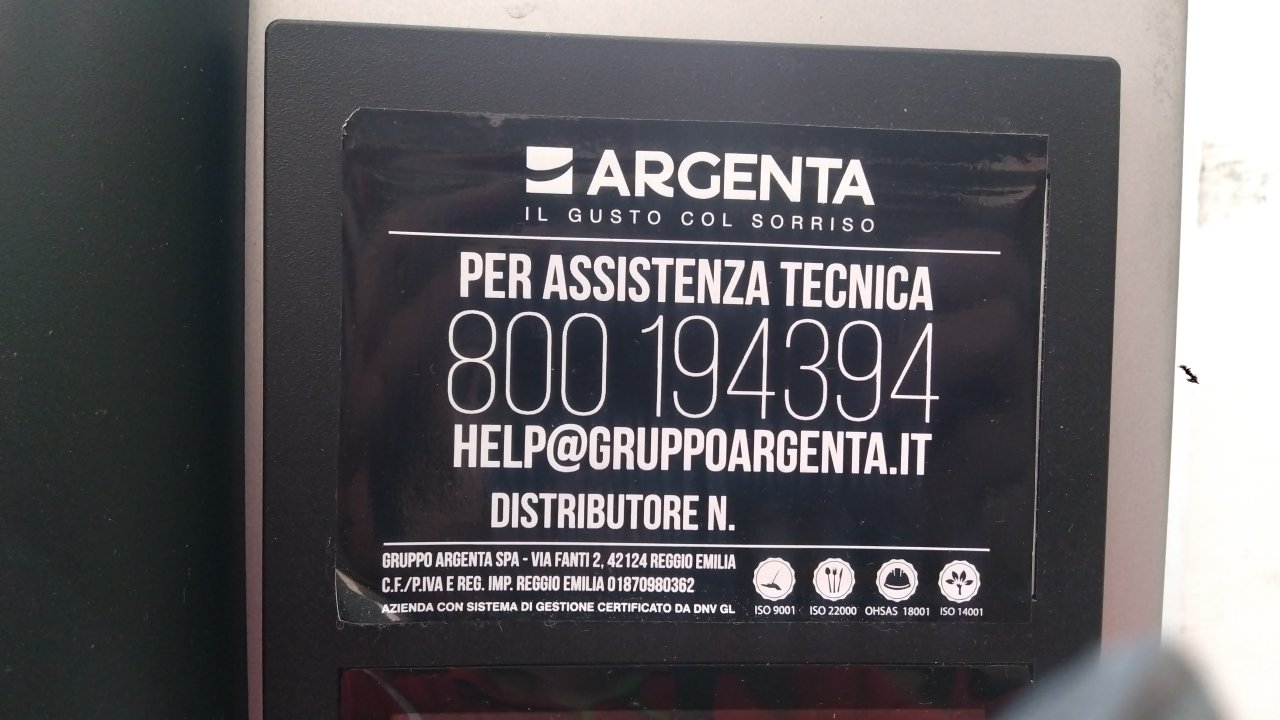 ARGENTA
IL GUSTO COL SORRISO
PER ASSISTENZA TECNICA
800 194394
HELP@GRUPPOARGENTA.IT
DISTRIBUTORE N.
GRUPPO ARGENTA SPA - VIA FANTI 2, 42124 REGGIO EMILIA
C.F./P.IVA E REG. IMP. REGGIO EMILIA 01870980362
AZIENDA CON SISTEMA DI GESTIONE CERTIFICATO DA DNV GL
ISO 9001 ISO 22000 OHSAS 18001 ISO 14001